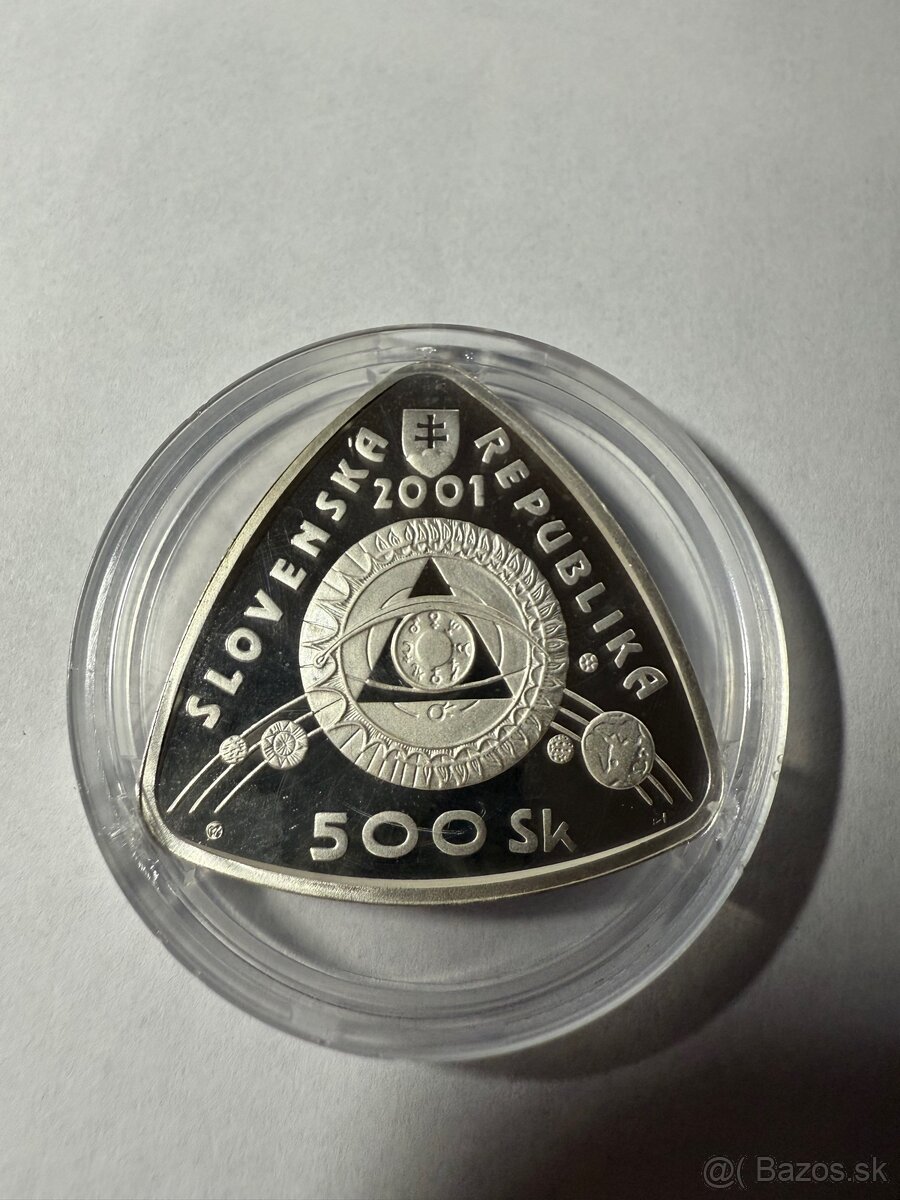 SLOVENSKÁ REPUBLIKA
2001
500 Sk
@( Bazos.sk